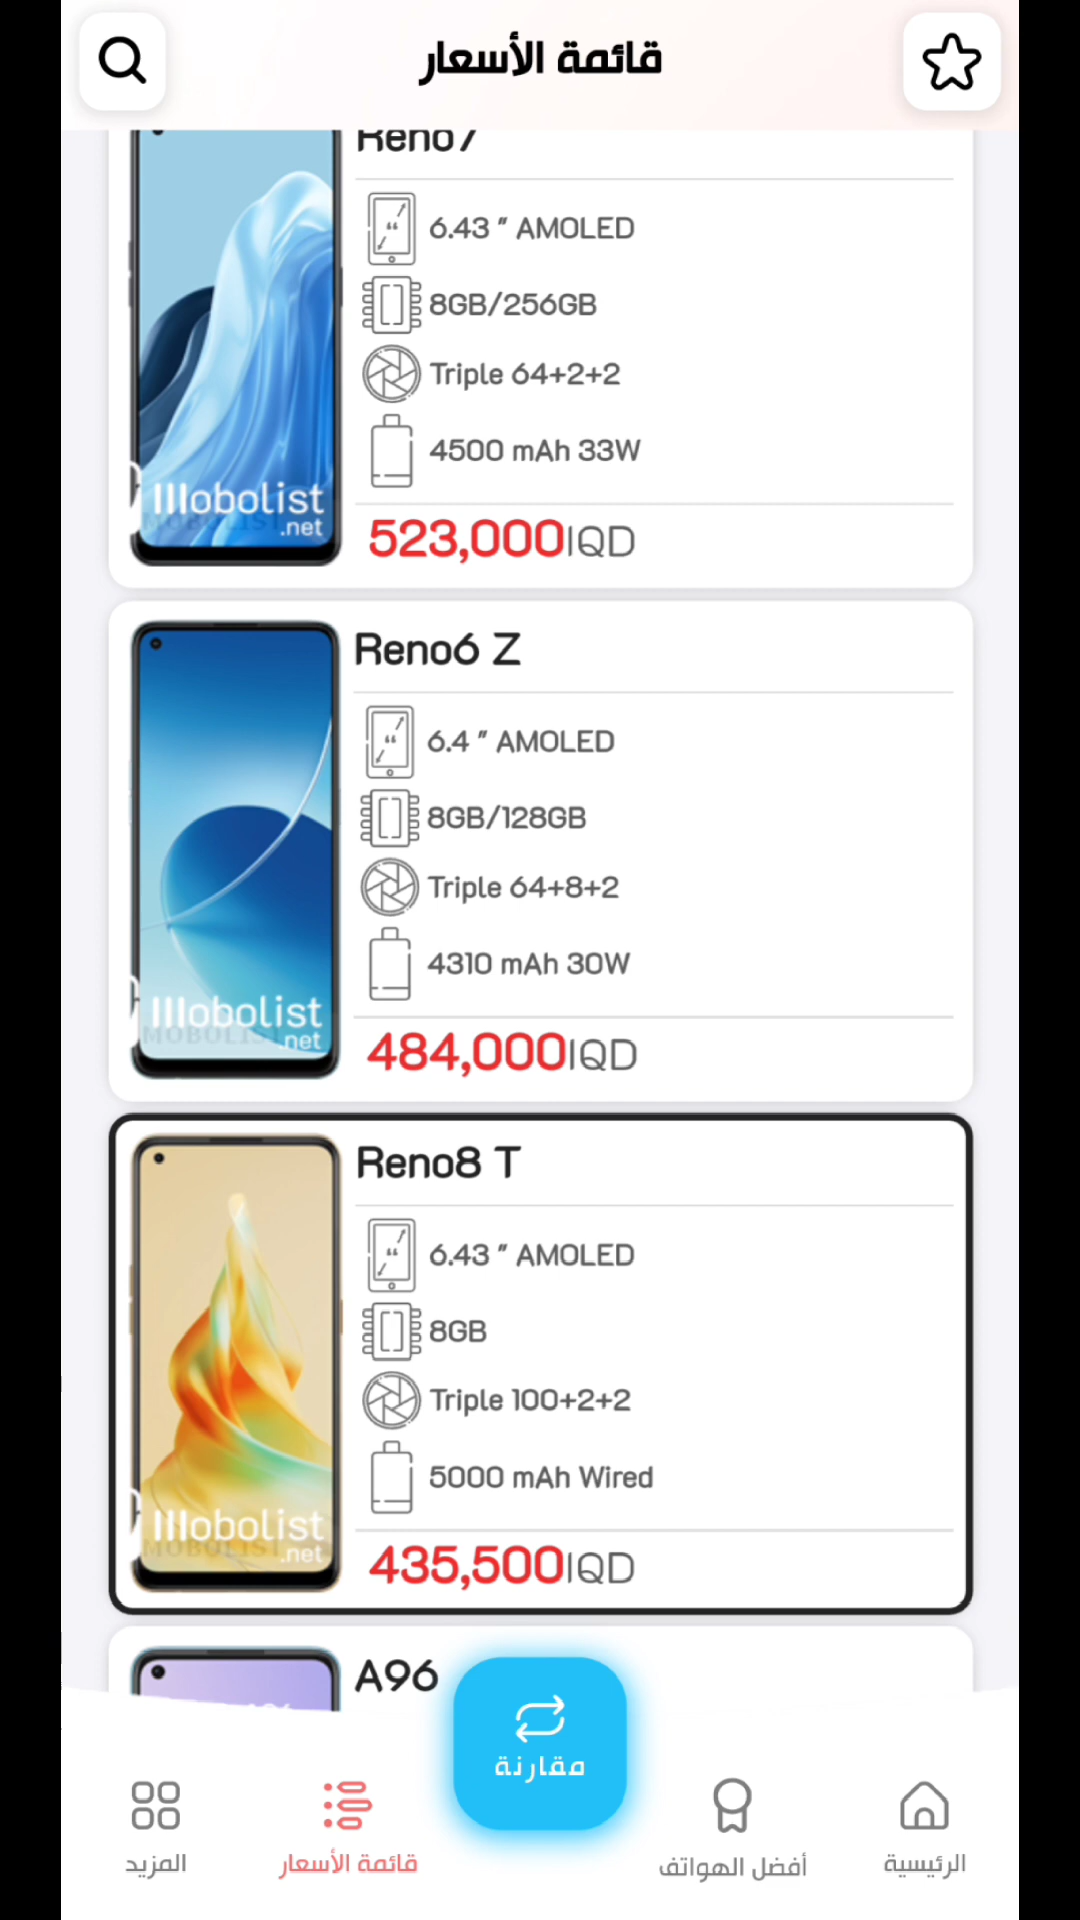 قائمة الأسعار
Reno7
6.43 " AMOLED
8GB/256GB
Triple 64+2+2
4500 mAh 33W
Mobolist
.net
MOBOLIST
523,000IQD
Reno6 Z
6.4 " AMOLED
8GB/128GB
Triple 64+8+2
4310 mAh 30W
Mobolist
.net
MOBOLIST
484,000IQD
Reno8 T
6.43 " AMOLED
8GB
Triple 100+2+2
5000 mAh Wired
Mobolist
.net
MOBOLIST
435,500IQD
A96
مقارنة
الرئيسية
أفضل الهواتف
قائمة الأسعار
المزيد